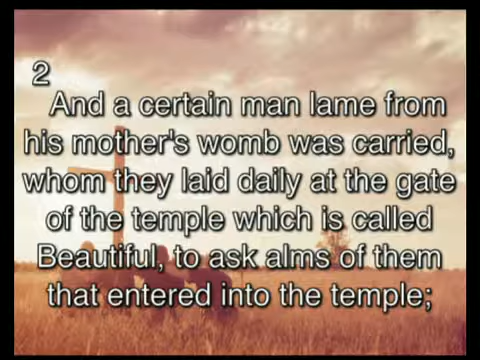 2
And a certain man lame from
his mother's womb was carried,
whom they laid daily at the gate
of the temple which is called
Beautiful, to ask alms of them
that entered into the temple;